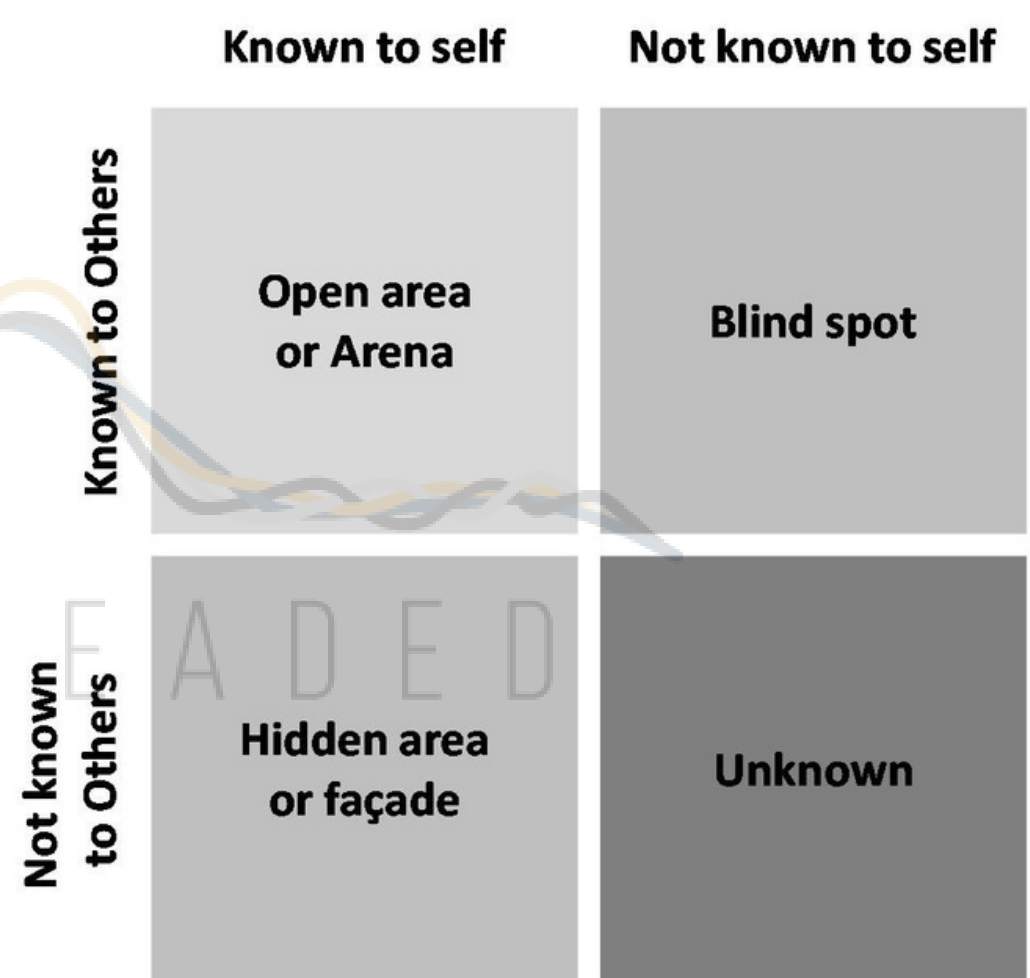 Known to self
Not known to self
Known to Others
Open area
or Arena
Blind spot
Not known
to Others
EADED
Hidden area
or façade
Unknown